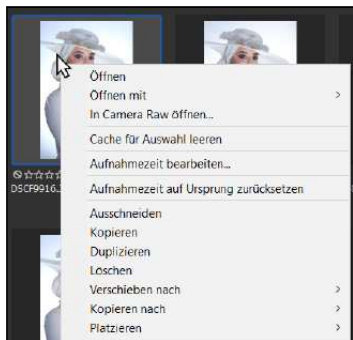 Öffnen
Öffnen mit
In Camera Raw öffnen...
Cache für Auswahl leeren
Aufnahmezeit bearbeiten...
Aufnahmezeit auf Ursprung zurücksetzen
DSCF9916.
Ausschneiden
Kopieren
Duplizieren
Löschen
Verschieben nach
Kopieren nach
Platzieren